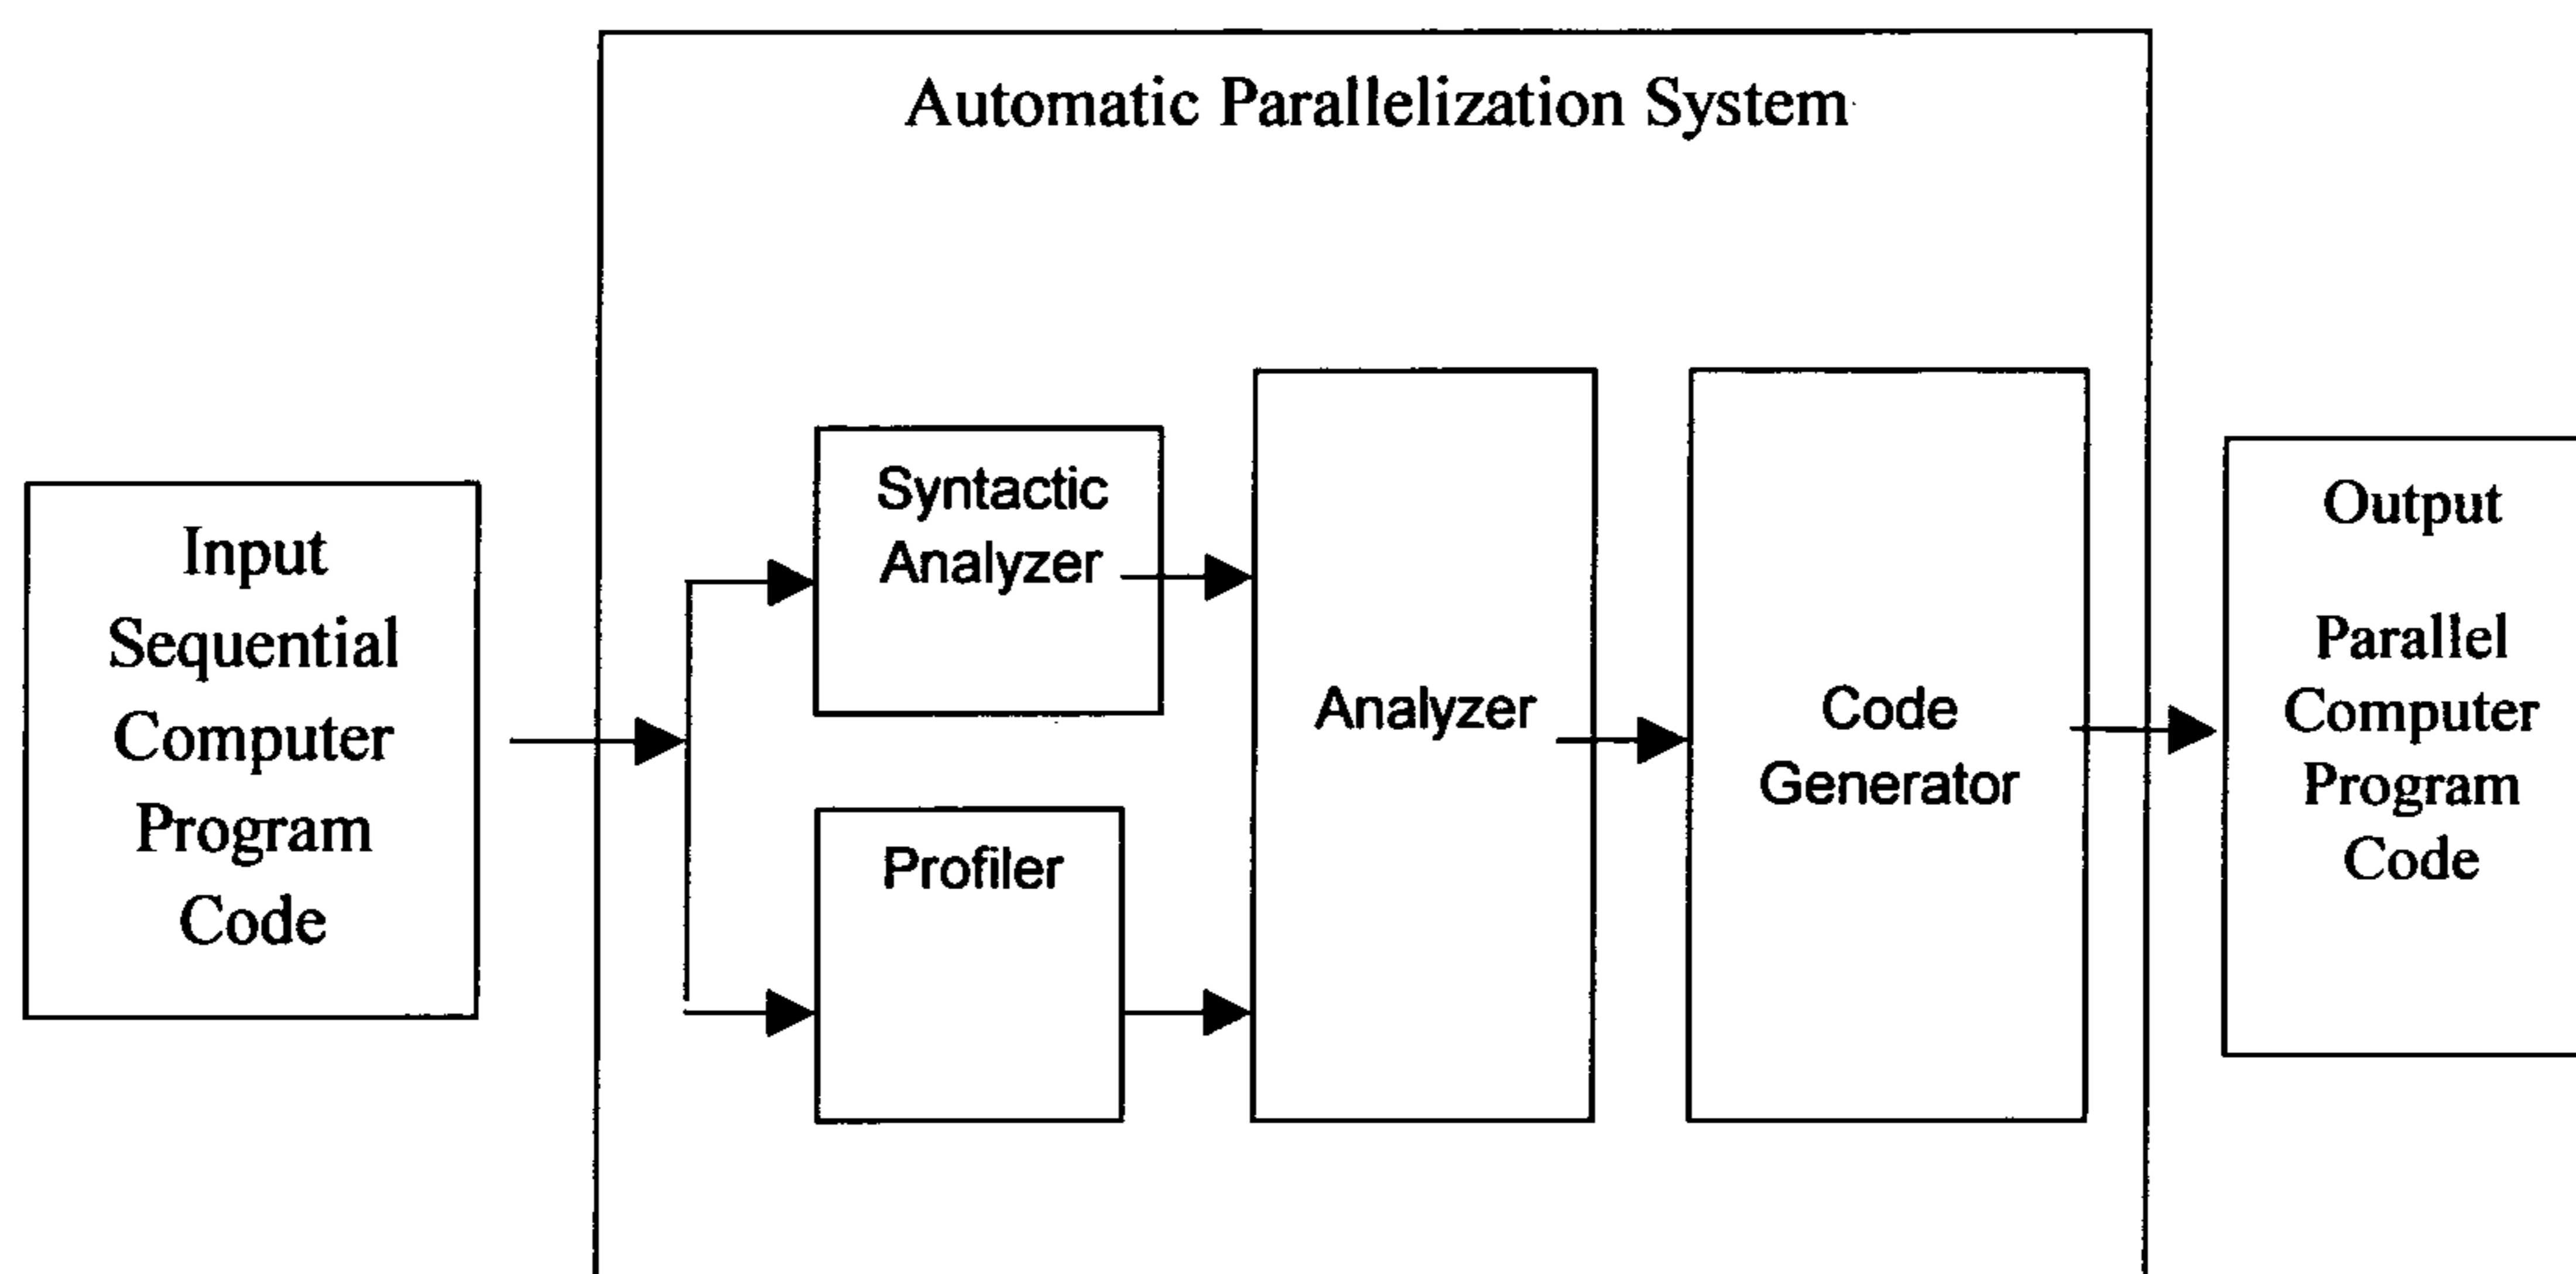 Automatic Parallelization System
Input
Sequential
Computer
Program
Code
Syntactic
Analyzer
Profiler
Analyzer
Code
Generator
Output
Parallel
Computer
Program
Code